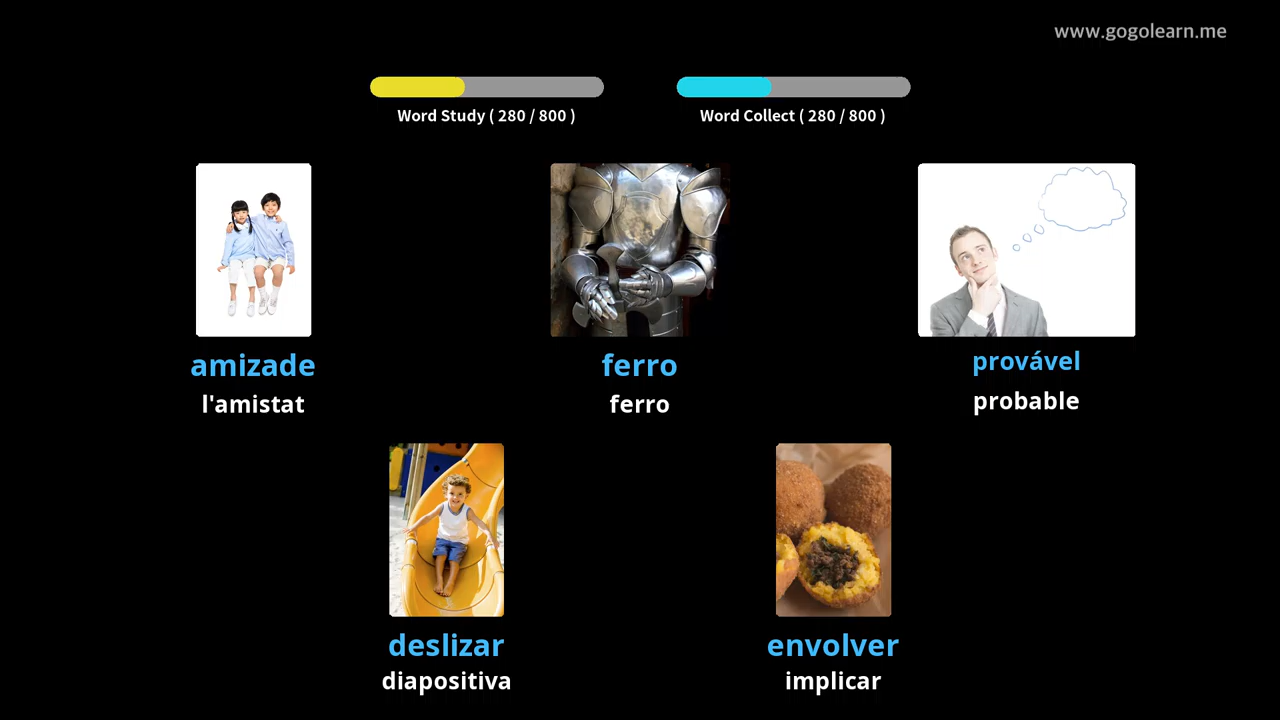 www.gogolearn.me
Word Study ( 280 / 800 )
Word Collect ( 280 / 800 )
amizade
l'amistat
ferro
ferro
provável
probable
deslizar
diapositiva
envolver
implicar